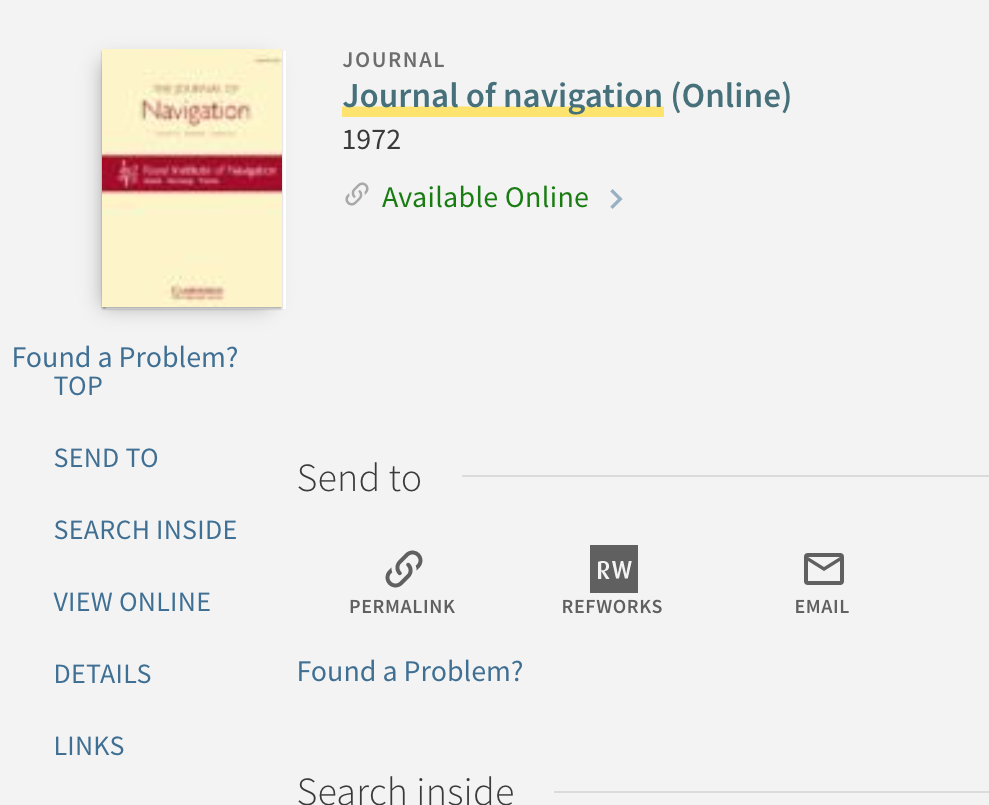 JOURNAL
Journal of navigation (Online)
1972
Available Online
THE JOURNAL OF
Navigation
Royal Institute of Navigation
CAMBRIDGE
Found a Problem?
TOP
SEND TO
SEARCH INSIDE
VIEW ONLINE
DETAILS
LINKS
Send to
PERMALINK
RW
REFWORKS
EMAIL
Found a Problem?
Search inside